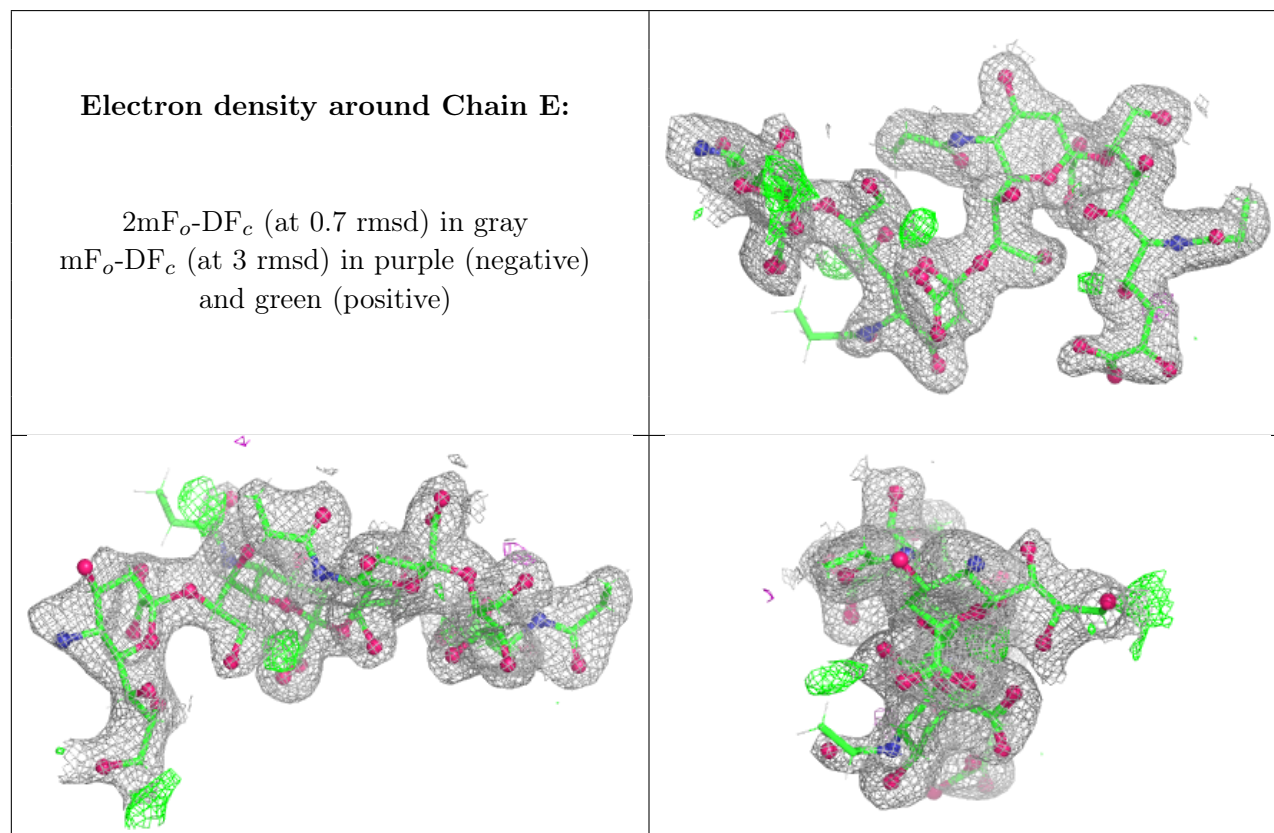 Electron density around Chain E:
2mFo-DFc (at 0.7 rmsd) in gray
mFo-DFc (at 3 rmsd) in purple (negative)
and green (positive)